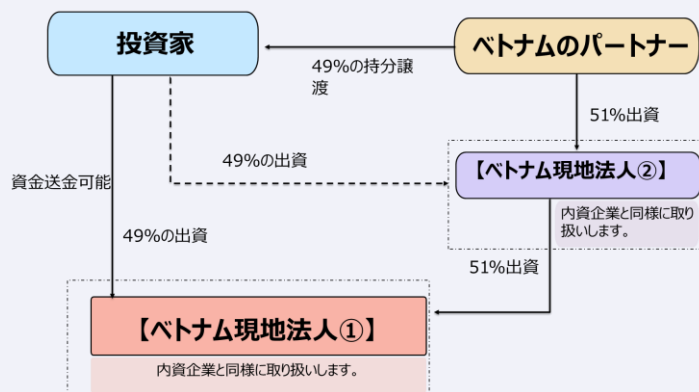 投資家
ベトナムのパートナー
49%の持分譲
渡
51%出資
49%の出資
【ベトナム現地法人②】
資金送金可能
内資企業と同様に取り
扱いします。
49%の出資
51%出資
【ベトナム現地法人①】
内資企業と同様に取り扱いします。